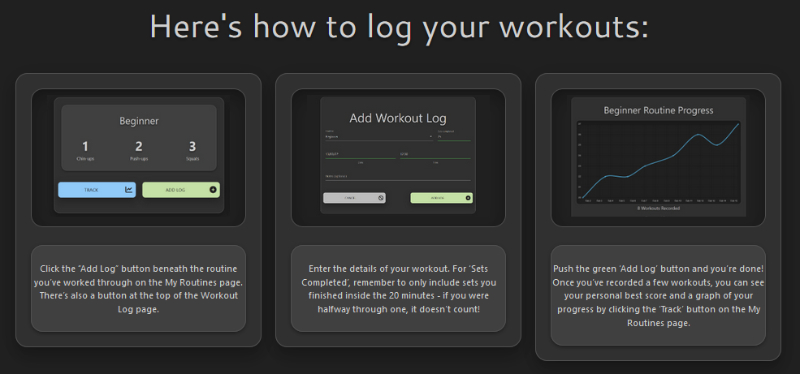 Here's how to log your workouts:
Beginner
1 2 3
Chin-ups Push-ups Squats
TRACK ADD LOG
Click the "Add Log" button beneath the routine
you've worked through on the My Routines page.
There's also a button at the top of the Workout
Log page.
Add Workout Log
Beginner
ADD LOG
Enter the details of your workout. For 'Sets
Completed', remember to only include sets you
finished inside the 20 minutes - if you were
halfway through one, it doesn't count!
Beginner Routine Progress
Workouts Recorded
Push the green 'Add Log' button and you're done!
Once you've recorded a few workouts, you can see
your personal best score and a graph of your
progress by clicking the 'Track' button on the My
Routines page.